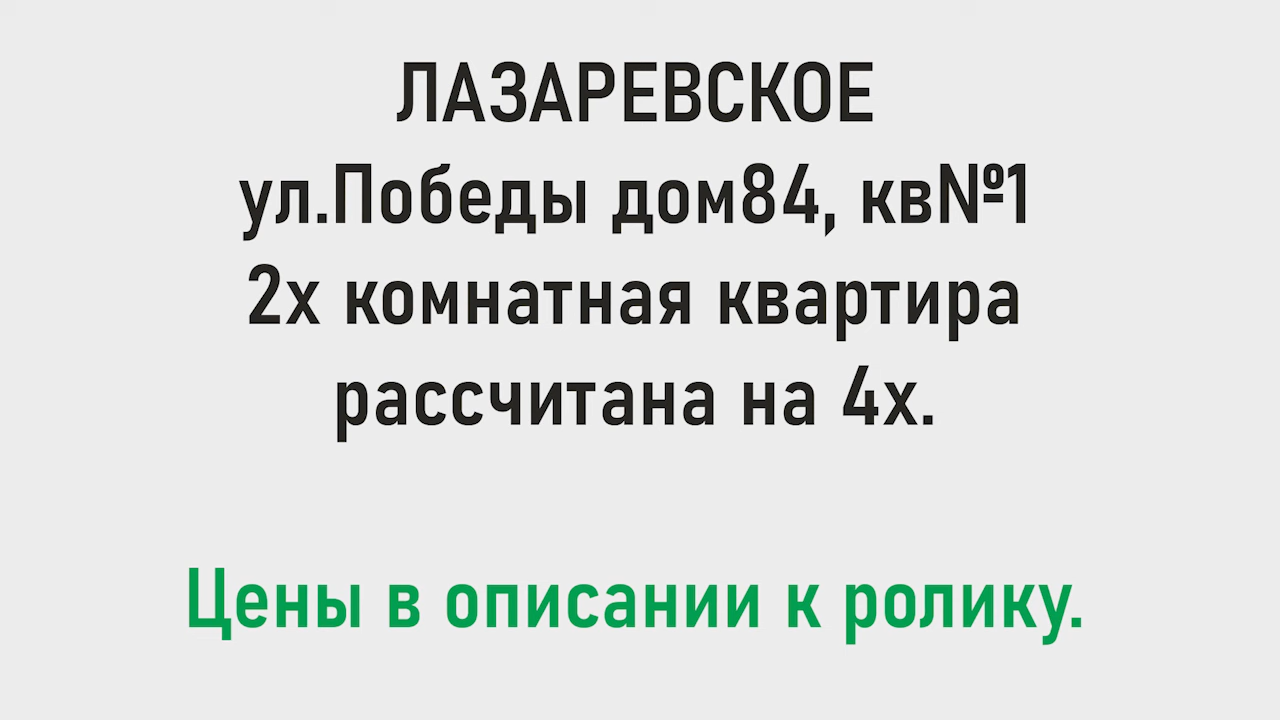 ЛАЗАРЕВСКОЕ
ул.Победы дом84, кв№1
2х комнатная квартира
рассчитана на 4х.
Цены в описании к ролику.